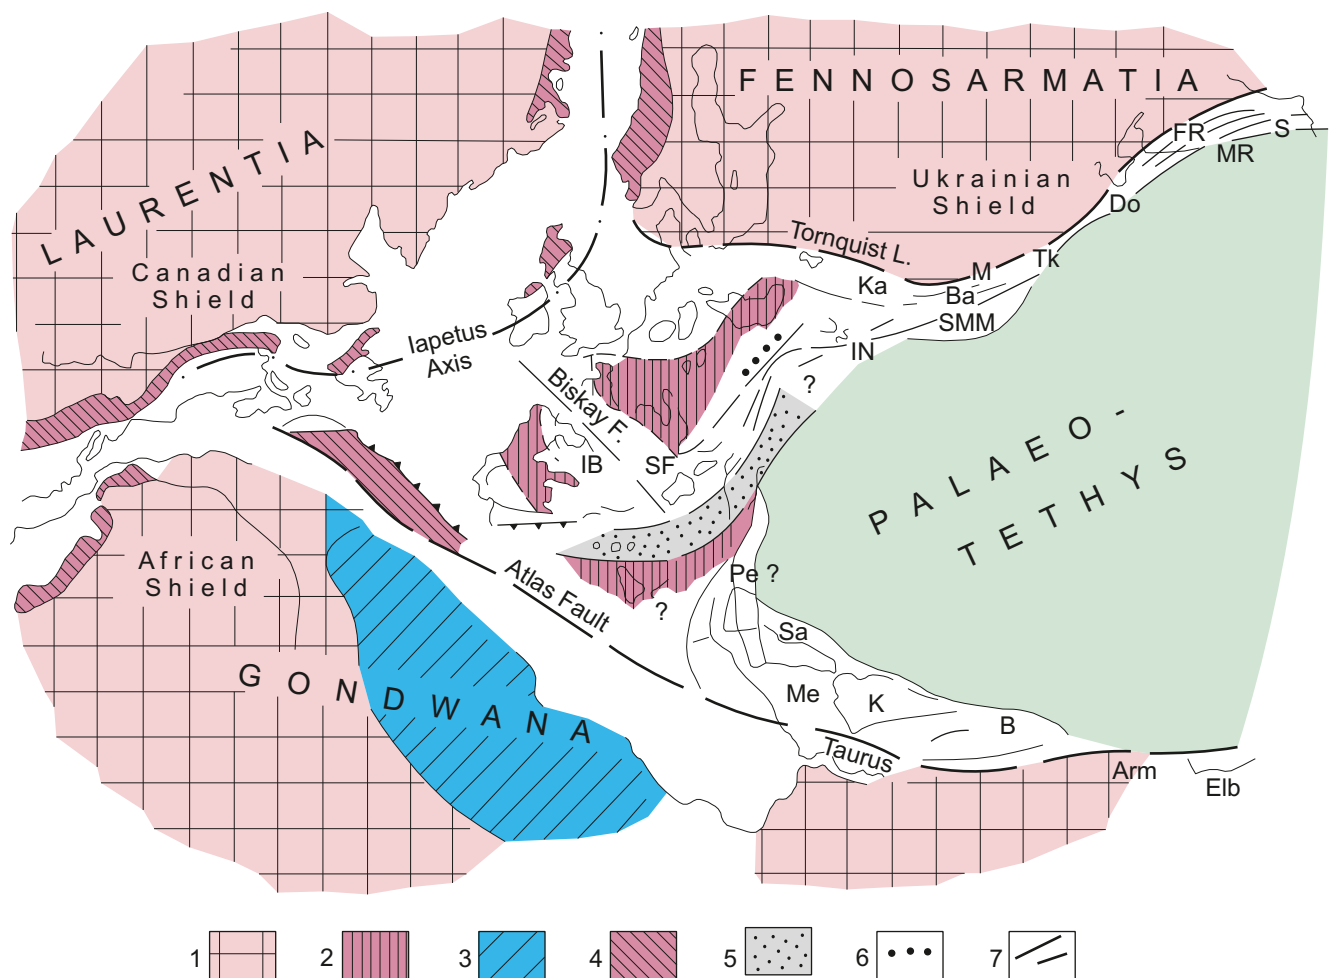 FENNOSARMATIA
LAURENTIA
Ukrainian
Shield
Canadian
Shield
FR
S
MR
Do
Tornquist L.
Tk
M
Ka
Ba
SMM
IN
Iapetus
Axis
?
Biskay F.
IB
SF
PALAEO-
TETHYS
African
Shield
Atlas Fault
Pe ?
?
Sa
GONDWANA
Me
K
B
Taurus
Arm
Elb
1
2
3
4
5
6
7